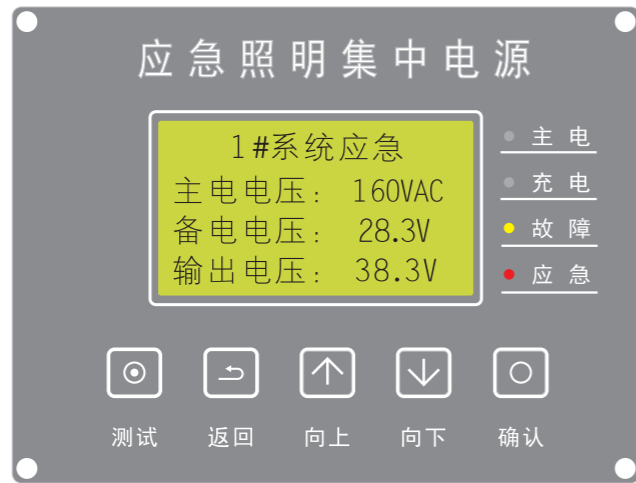 应急照明集中电源
1#系统应急
主电电压: 160VAC
备电电压: 28.3V
输出电压: 38.3V
主电
充电
故障
应急
测试 返回 向上 向下 确认